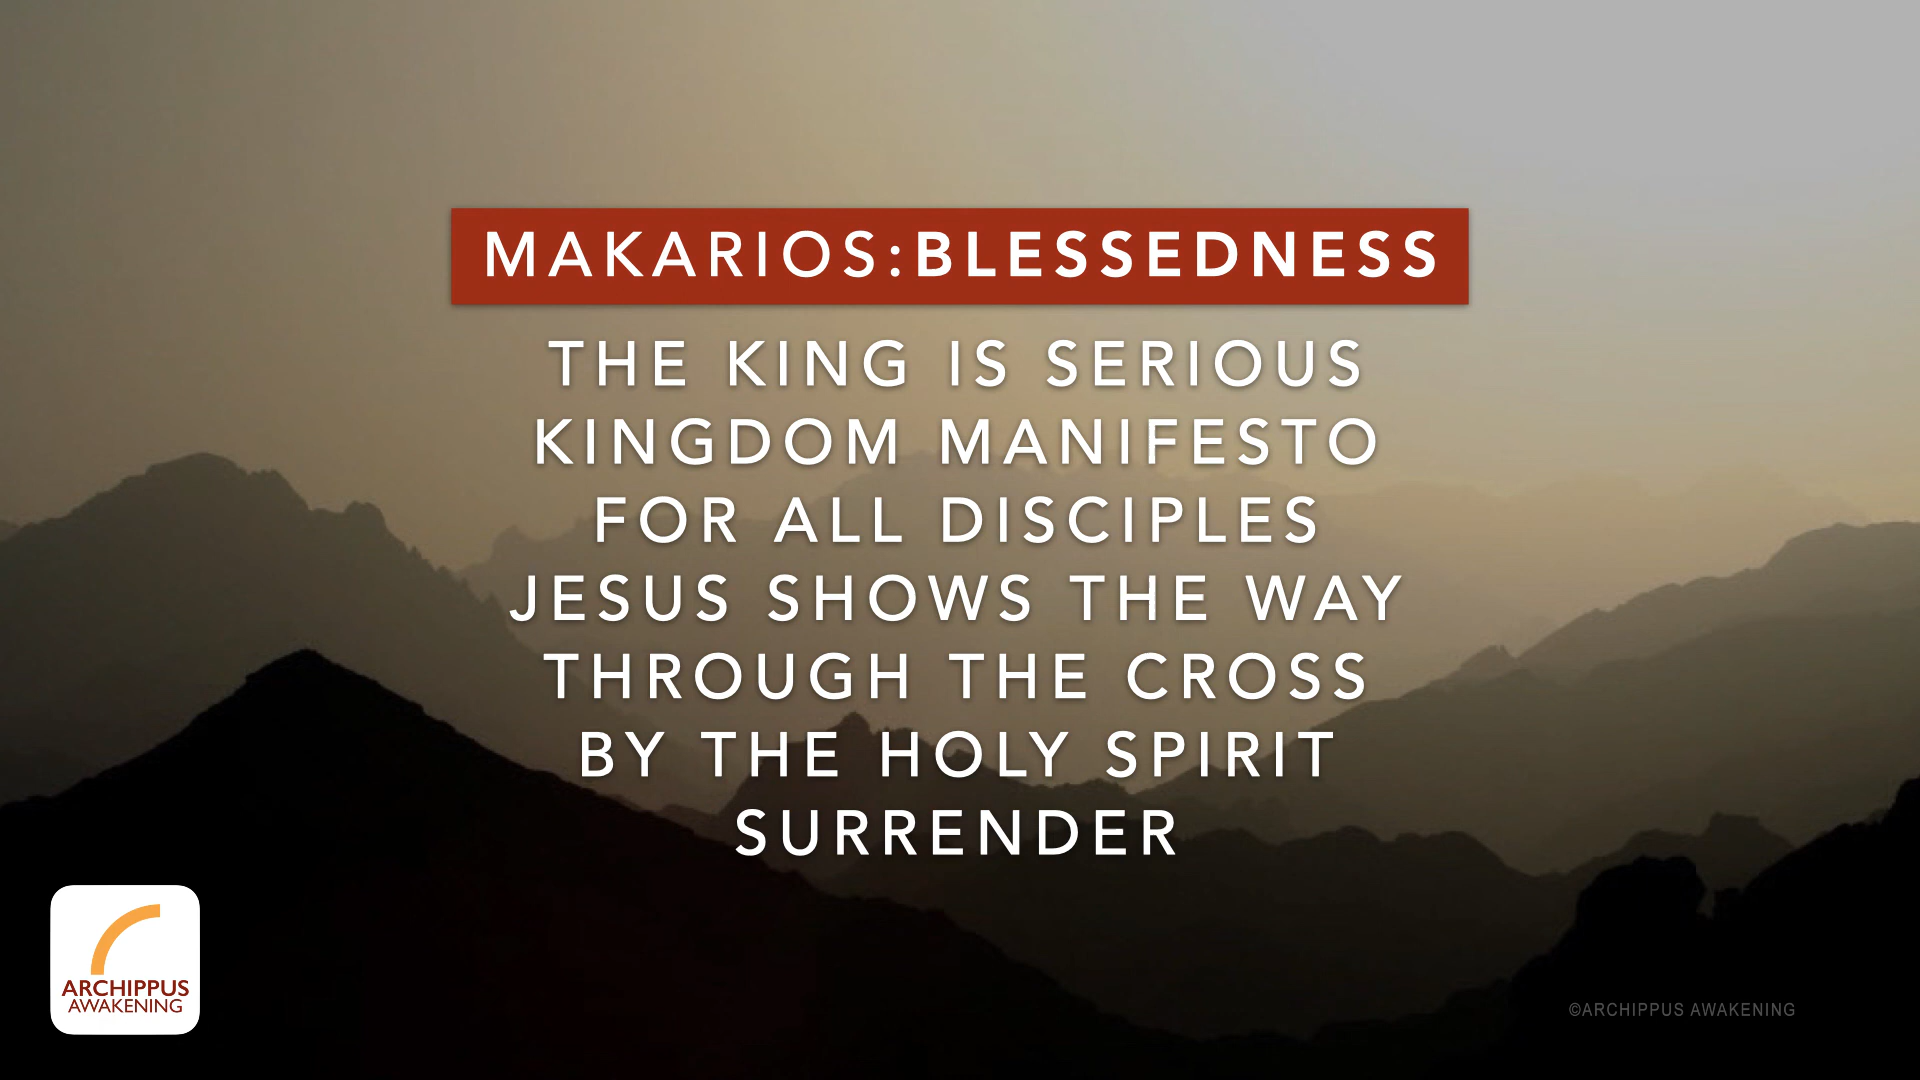 MAKARIOS:BLESSEDNESS
THE KING IS SERIOUS
KINGDOM MANIFESTO
FOR ALL DISCIPLES
JESUS SHOWS THE WAY
THROUGH THE CROSS
BY THE HOLY SPIRIT
SURRENDER
ARCHIPPUS
AWAKENING
©ARCHIPPUS AWAKENING